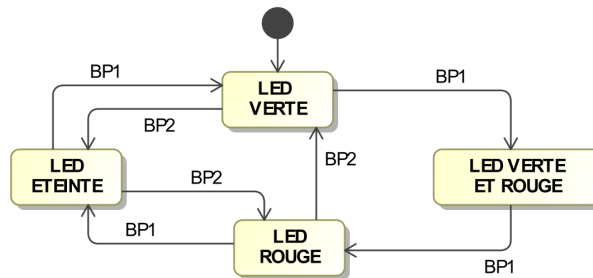 BP1
LED
VERTE
BP1
BP2
LED
ETEINTE
BP2
BP2
LED VERTE
ET ROUGE
BP1
LED
ROUGE
BP1